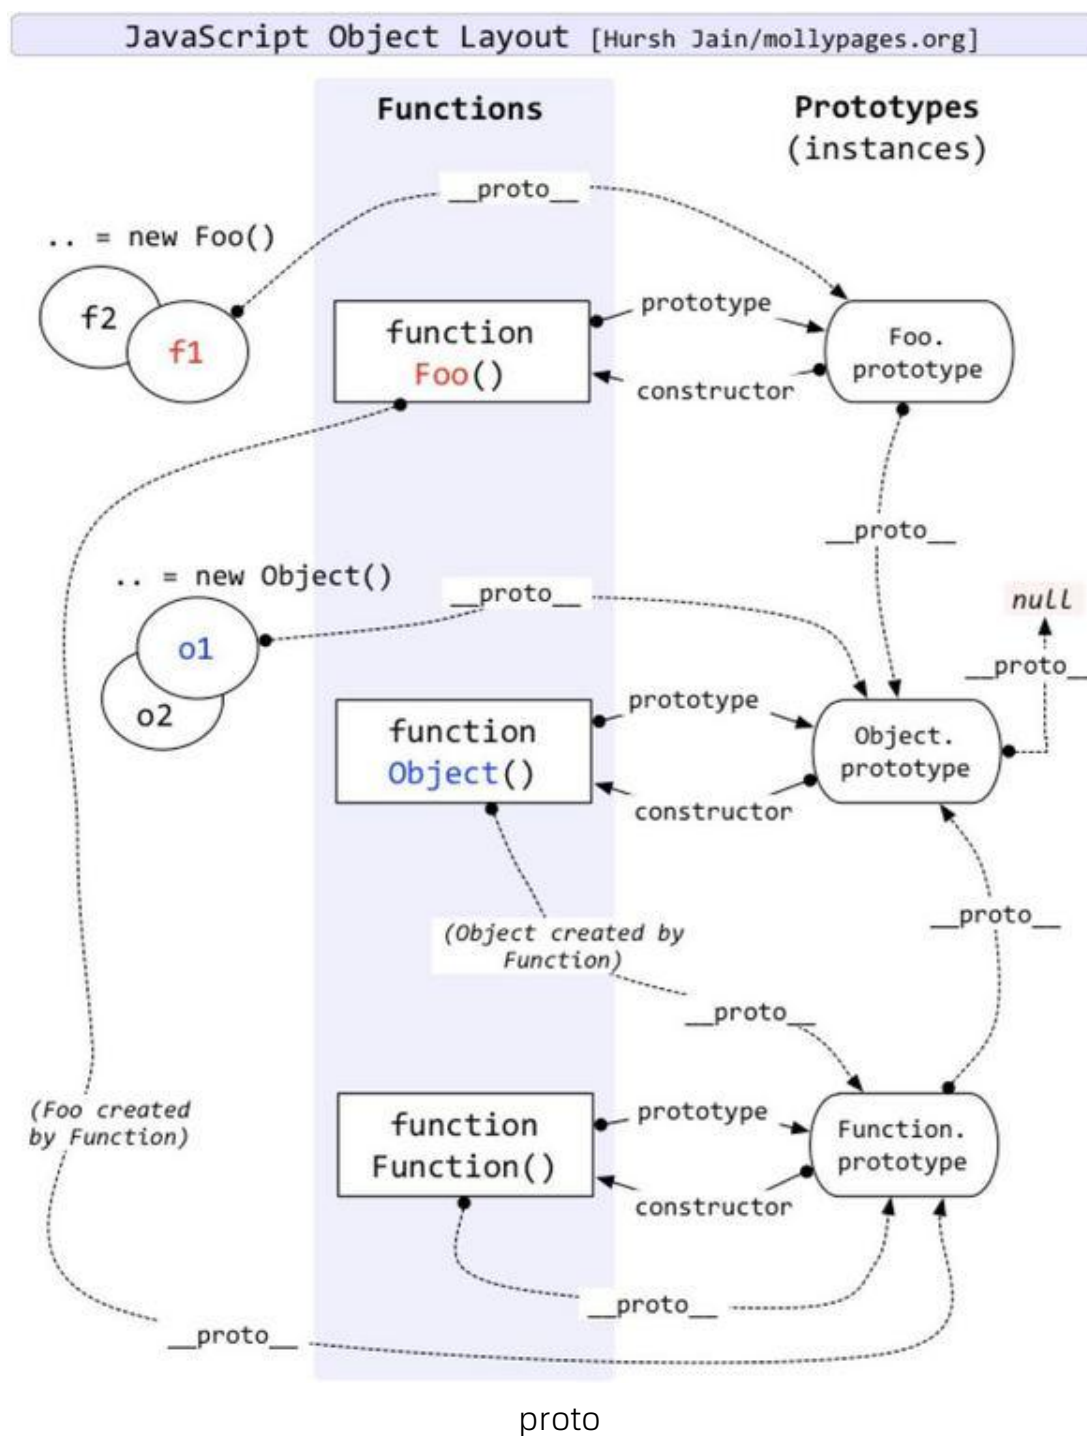 JavaScript Object Layout [Hursh Jain/mollypages.org]
Functions
Prototypes
(instances)
__proto__
.. = new Foo()
f2
f1
function
Foo()
prototype
constructor
Foo.
prototype
__proto__
.. = new Object()
__proto__
null
__proto__
o1
o2
function
Object()
prototype
constructor
Object.
prototype
(Object created by
Function)
__proto__
__proto__
(Foo created
by Function)
function
Function()
prototype
constructor
Function.
prototype
__proto__
__proto__
proto